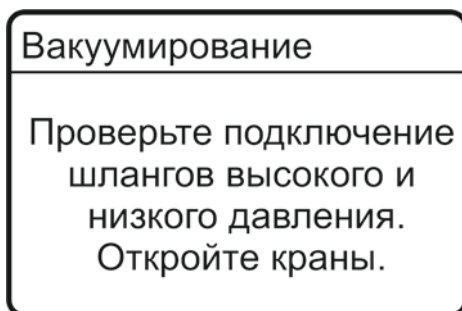 Вакуумирование
Проверьте подключение
шлангов высокого и
низкого давления.
Откройте краны.